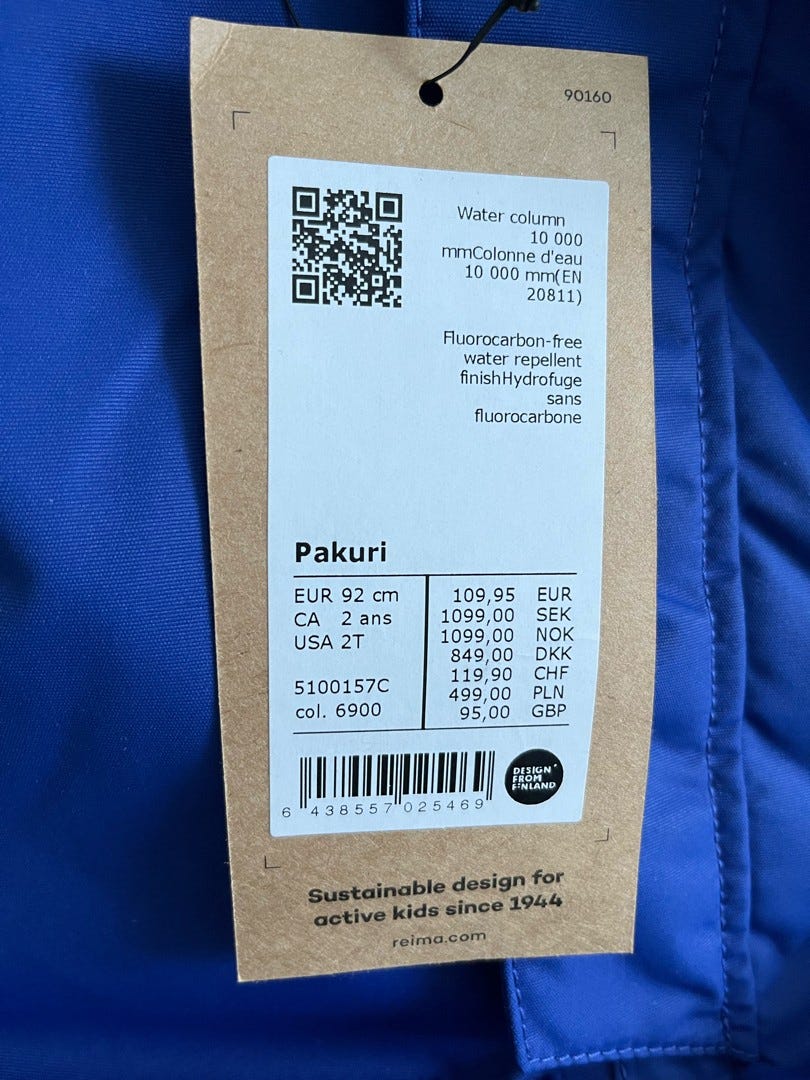 90160
Water column
10 000
mmColonne d'eau
10 000 mm(EN
20811)
Fluorocarbon-free
water repellent
finishHydrofuge
sans
fluorocarbone
Pakuri
EUR 92 cm
CA 2 ans
USA 2T
5100157C
col. 6900
109,95 EUR
1099,00 SEK
1099,00 NOK
849,00 DKK
119,90 CHF
499,00 PLN
95,00 GBP
6 438557 025469
DESIGN
FROM
FINLAND
Sustainable design for
active kids since 1944
reima.com